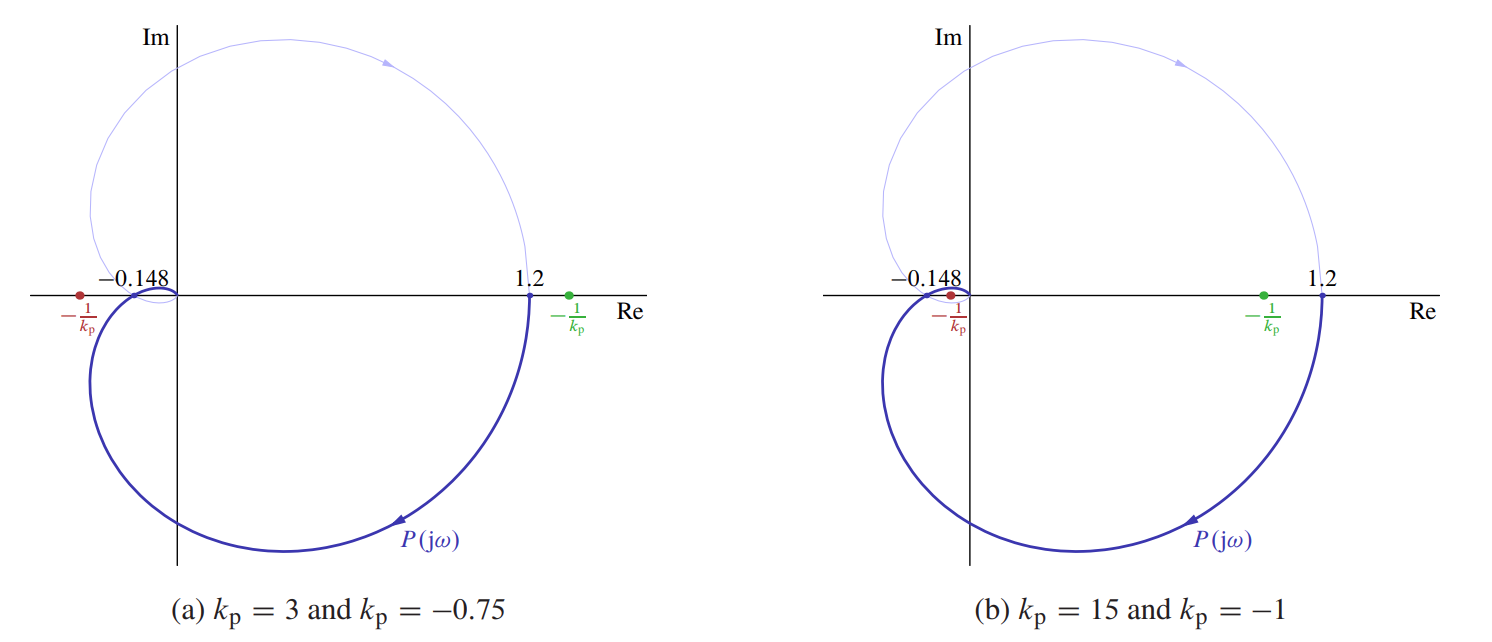 Im
−0.148
1.2
−1/kp
−1/kp
Re
P(jω)
(a) kp = 3 and kp = −0.75
Im
−0.148
1.2
−1/kp
−1/kp
Re
P(jω)
(b) kp = 15 and kp = −1